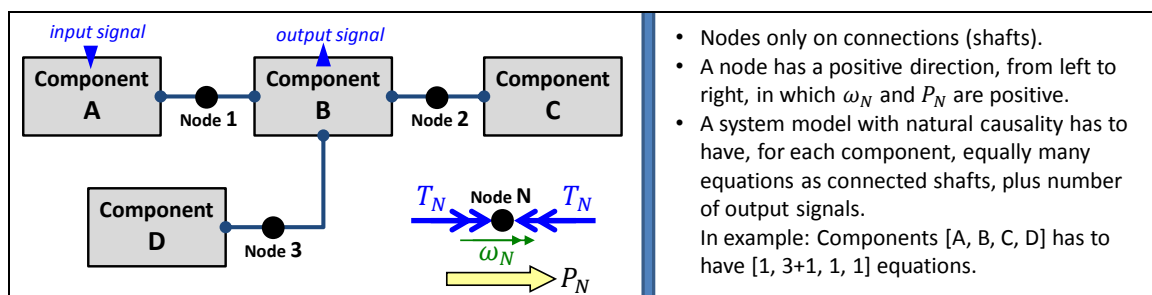 input signal
output signal
Component
A
Component
B
Component
C
Node 1
Node 2
Component
D
Node 3
T_N
Node N
T_N
ω_N
P_N
• Nodes only on connections (shafts).
• A node has a positive direction, from left to
right, in which ω_N and P_N are positive.
• A system model with natural causality has to
have, for each component, equally many
equations as connected shafts, plus number
of output signals.
In example: Components [A, B, C, D] has to
have [1, 3+1, 1, 1] equations.